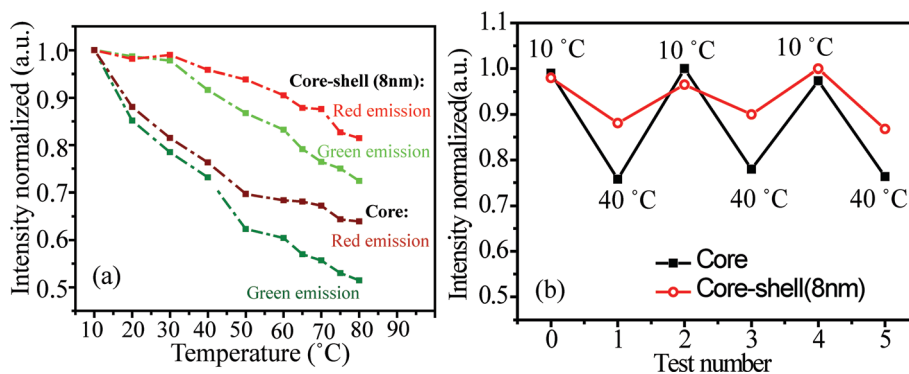 Intensity normalized (a.u.)
1.0
0.9
0.8
0.7
0.6
0.5
Core-shell (8nm):
Red emission
Green emission
Core:
Red emission
Green emission
(a)
10 20 30 40 50 60 70 80 90
Temperature (˚C)
Intensity normalized(a.u.)
1.1
1.0
0.9
0.8
0.7
0.6
0.5
10 ˚C 10 ˚C 10 ˚C
40 ˚C 40 ˚C 40 ˚C
Core
Core-shell(8nm)
(b)
0 1 2 3 4 5
Test number